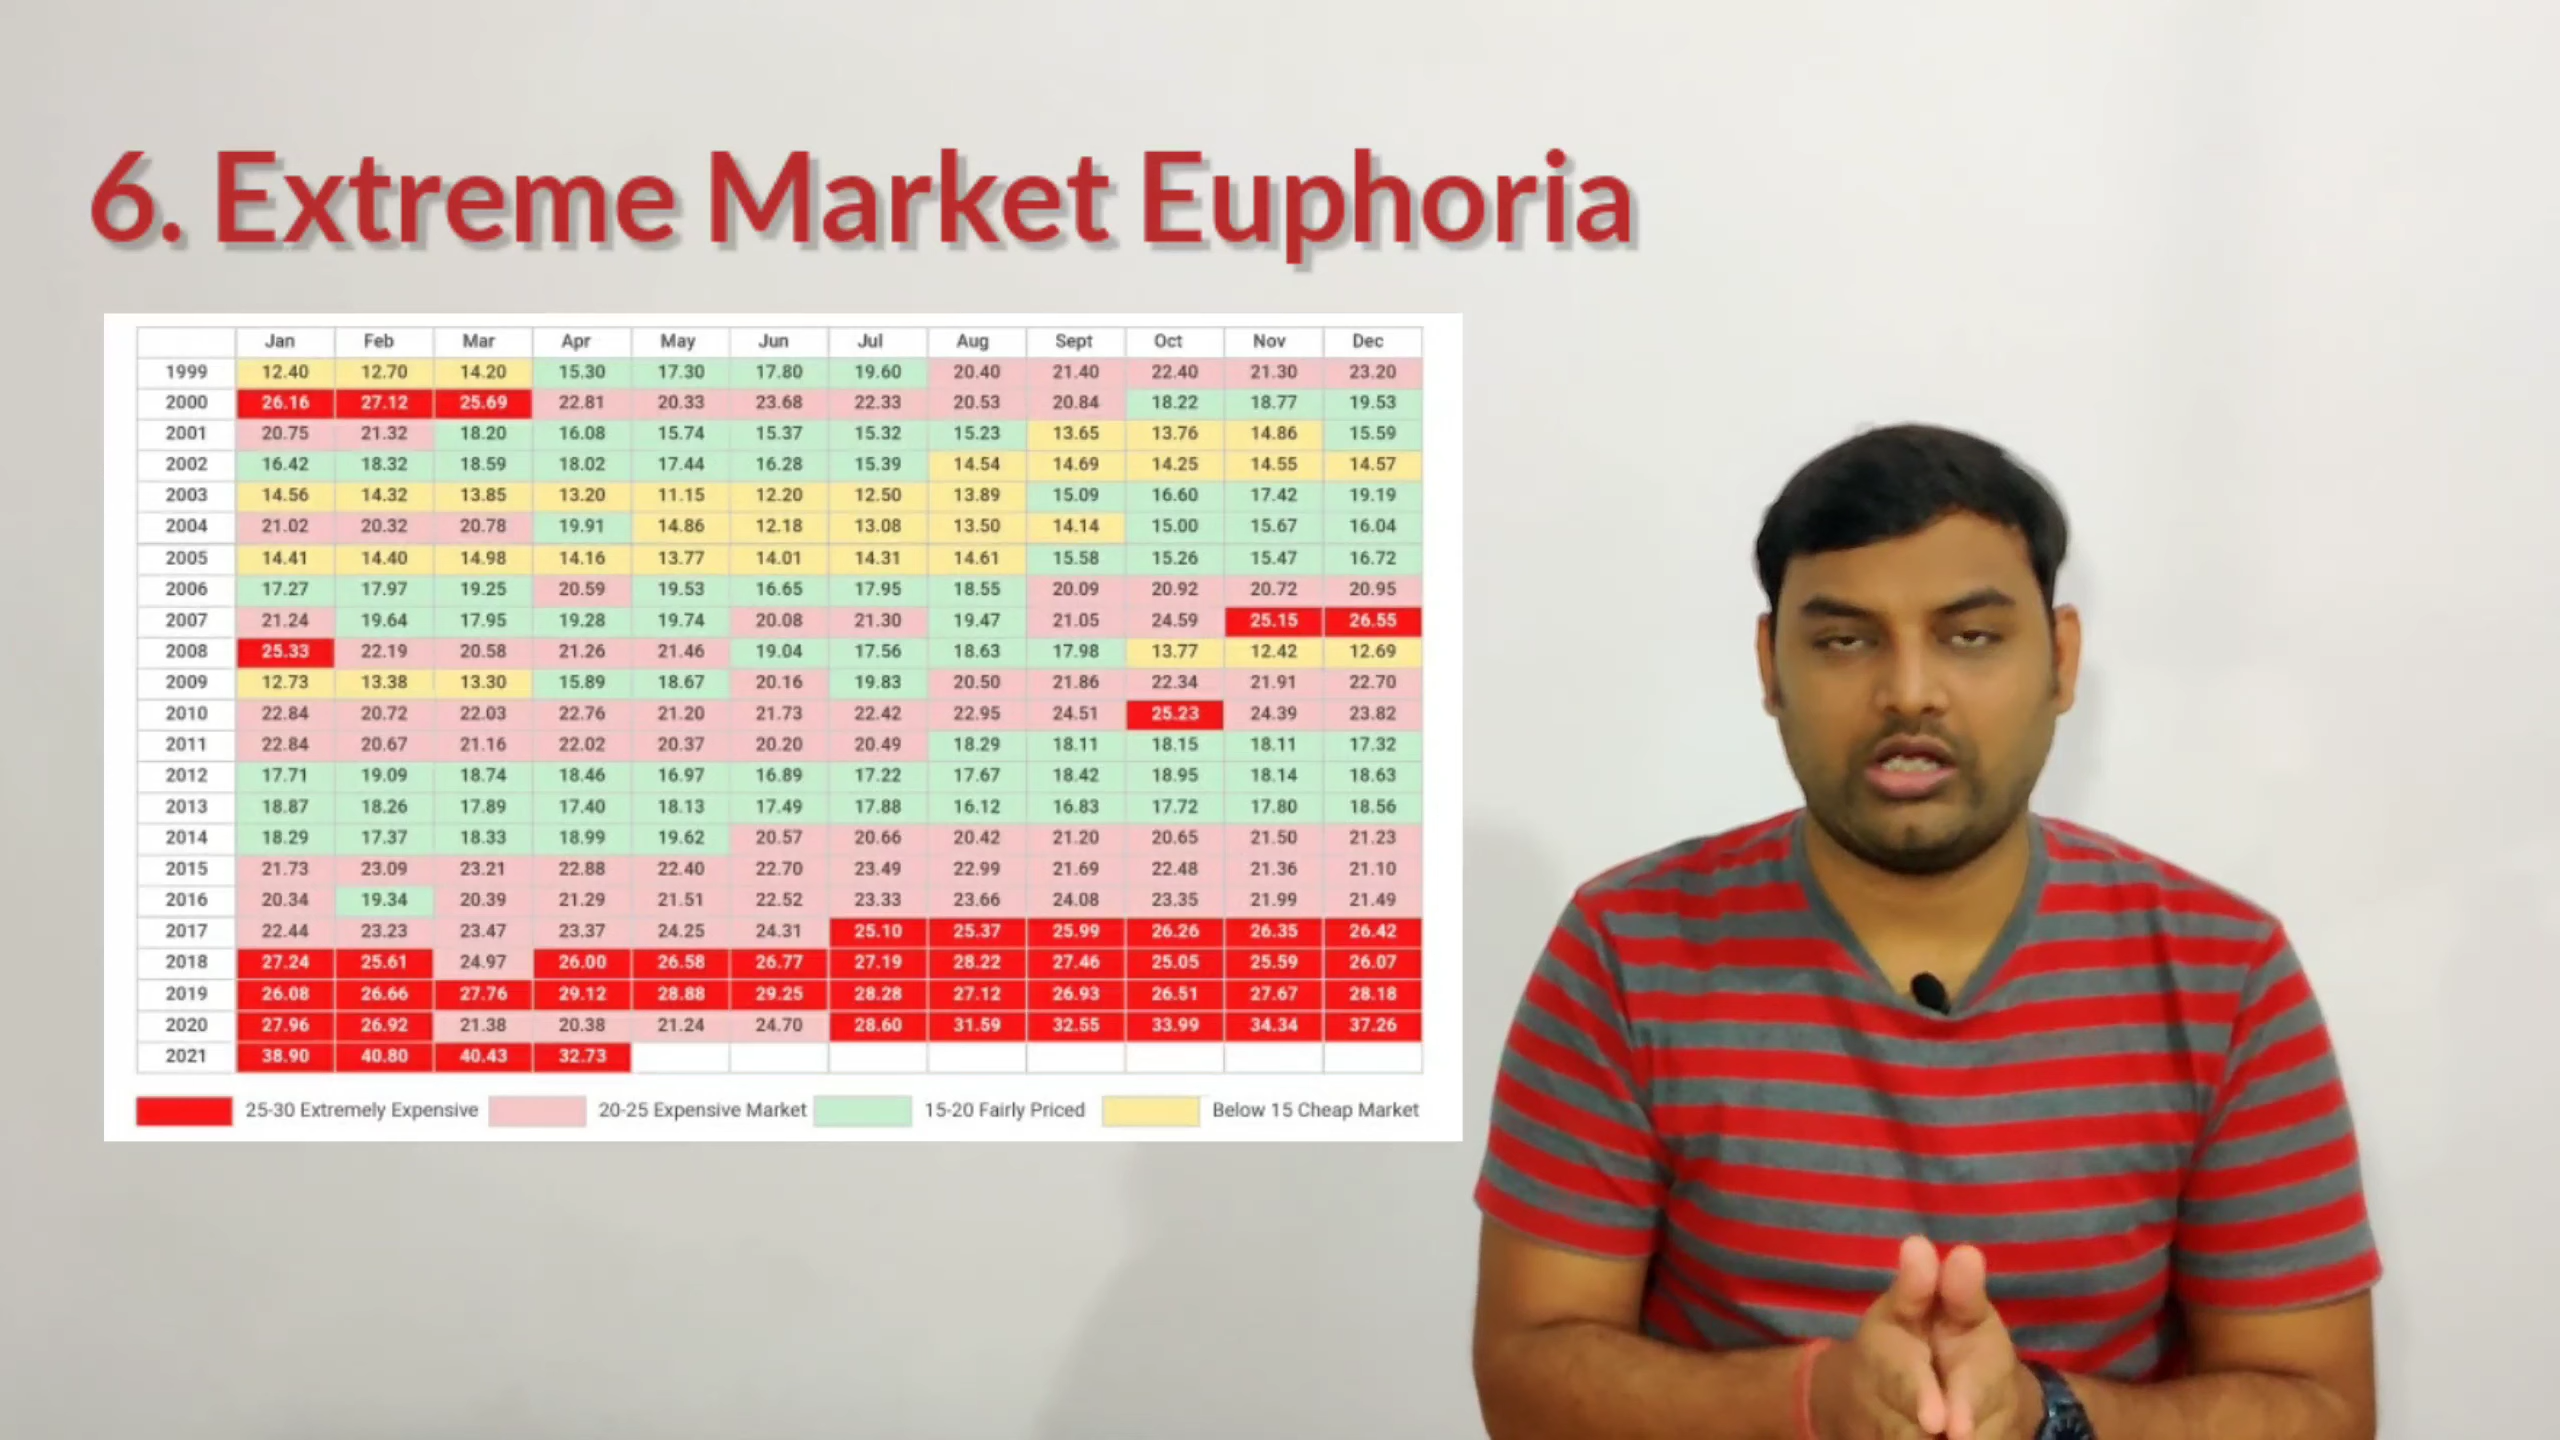 6. Extreme Market Euphoria
Jan Feb Mar Apr May Jun Jul Aug Sept Oct Nov Dec
1999 12.40 12.70 14.20 15.30 17.30 17.80 19.60 20.40 21.40 22.40 21.30 23.20
2000 26.16 27.12 25.69 22.81 20.33 23.68 22.33 20.53 20.84 18.22 18.77 19.53
2001 20.75 21.32 18.20 16.08 15.74 15.37 15.32 15.23 13.65 13.76 14.86 15.59
2002 16.42 18.32 18.59 18.02 17.44 16.28 15.39 14.54 14.69 14.25 14.55 14.57
2003 14.56 14.32 13.85 13.20 11.15 12.20 12.50 13.89 15.09 16.60 17.42 19.19
2004 21.02 20.32 20.78 19.91 14.86 12.18 13.08 13.50 14.14 15.00 15.67 16.04
2005 14.41 14.40 14.98 14.16 13.77 14.01 14.31 14.61 15.58 15.26 15.47 16.72
2006 17.27 17.97 19.25 20.59 19.53 16.65 17.95 18.55 20.09 20.92 20.72 20.95
2007 21.24 19.64 17.95 19.28 19.74 20.08 21.30 19.47 21.05 24.59 25.15 26.55
2008 25.33 22.19 20.58 21.26 21.46 19.04 17.56 18.63 17.98 13.77 12.42 12.69
2009 12.73 13.38 13.30 15.89 18.67 20.16 19.83 20.50 21.86 22.34 21.91 22.70
2010 22.84 20.72 22.03 22.76 21.20 21.73 22.42 22.95 24.51 25.23 24.39 23.82
2011 22.84 20.67 21.16 22.02 20.37 20.20 20.49 18.29 18.11 18.15 18.11 17.32
2012 17.71 19.09 18.74 18.46 16.97 16.89 17.22 17.67 18.42 18.95 18.14 18.63
2013 18.87 18.26 17.89 17.40 18.13 17.49 17.88 16.12 16.83 17.72 17.80 18.56
2014 18.29 17.37 18.33 18.99 19.62 20.57 20.66 20.42 21.20 20.65 21.50 21.23
2015 21.73 23.09 23.21 22.88 22.40 22.70 23.49 22.99 21.69 22.48 21.36 21.10
2016 20.34 19.34 20.39 21.29 21.51 22.52 23.33 23.66 24.08 23.35 21.99 21.49
2017 22.44 23.23 23.47 23.37 24.25 24.31 25.10 25.37 25.99 26.26 26.35 26.42
2018 27.24 25.61 24.97 26.00 26.58 26.77 27.19 28.22 27.46 25.05 25.59 26.07
2019 26.08 26.66 27.76 29.12 28.88 29.25 28.28 27.12 26.93 26.51 27.67 28.18
2020 27.96 26.92 21.38 20.38 21.24 24.70 28.60 31.59 32.55 33.99 34.34 37.26
2021 38.90 40.80 40.43 32.73
25-30 Extremely Expensive 20-25 Expensive Market 15-20 Fairly Priced Below 15 Cheap Market